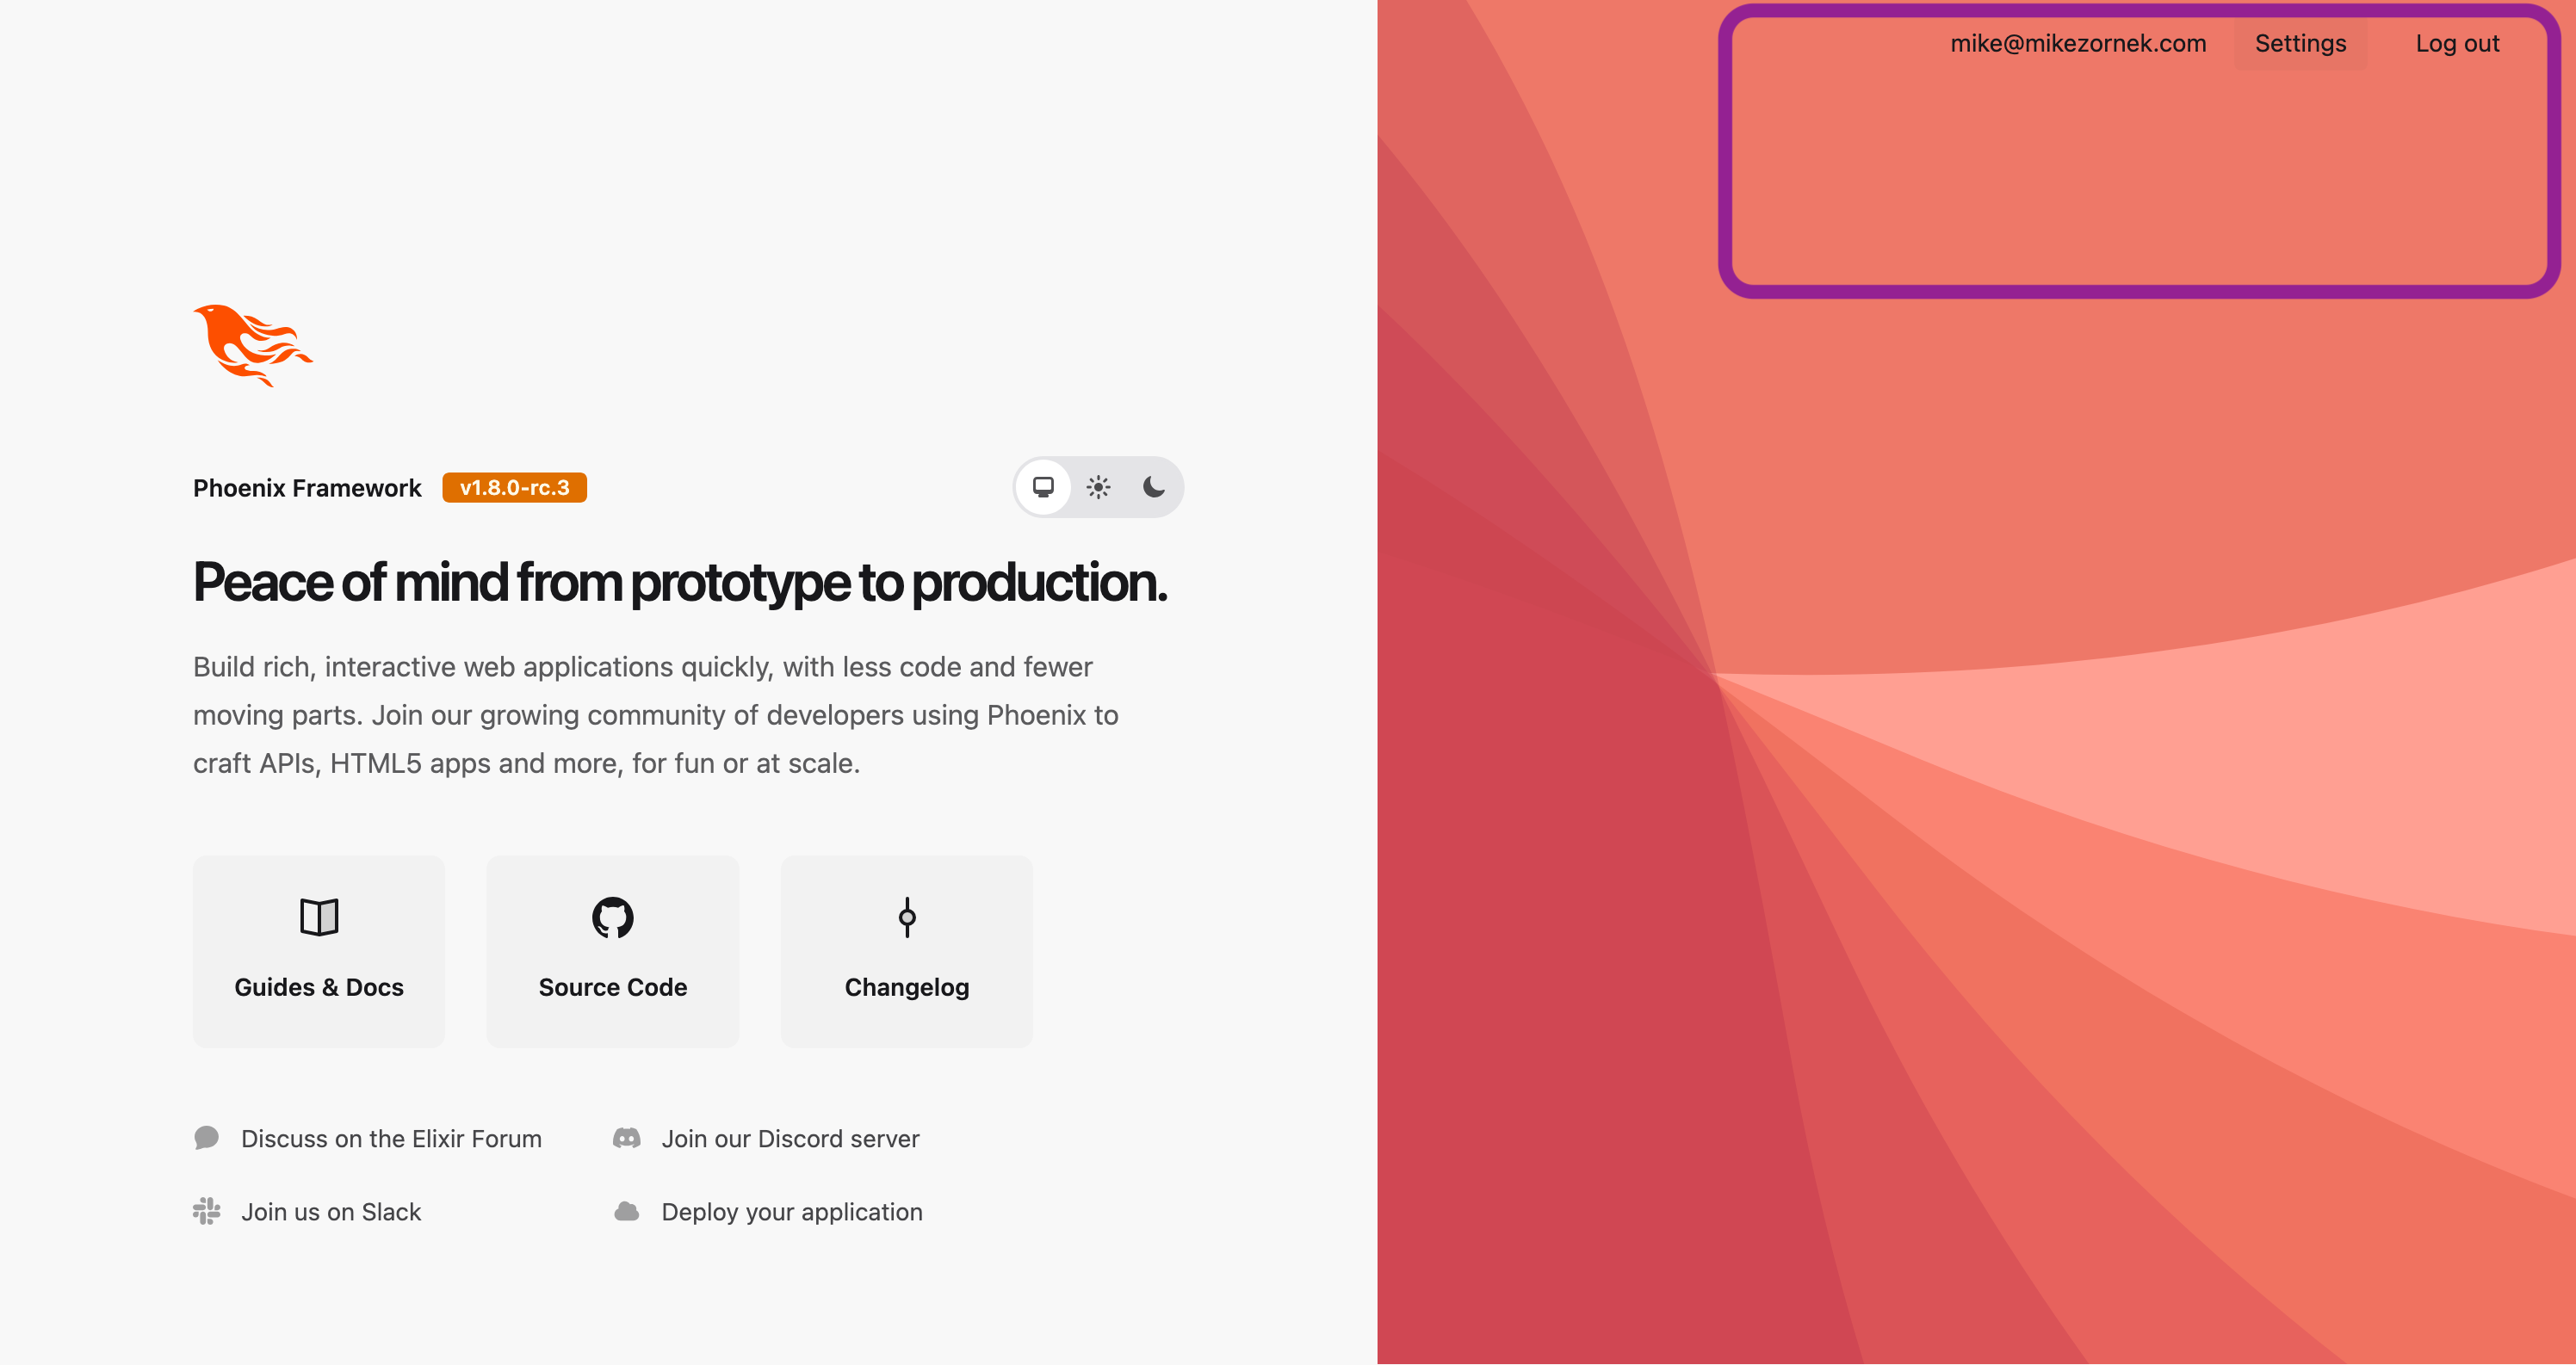 mike@mikezornek.com Settings Log out
Phoenix Framework v1.8.0-rc.3
Peace of mind from prototype to production.
Build rich, interactive web applications quickly, with less code and fewer
moving parts. Join our growing community of developers using Phoenix to
craft APIs, HTML5 apps and more, for fun or at scale.
Guides & Docs Source Code Changelog
Discuss on the Elixir Forum Join our Discord server
Join us on Slack Deploy your application